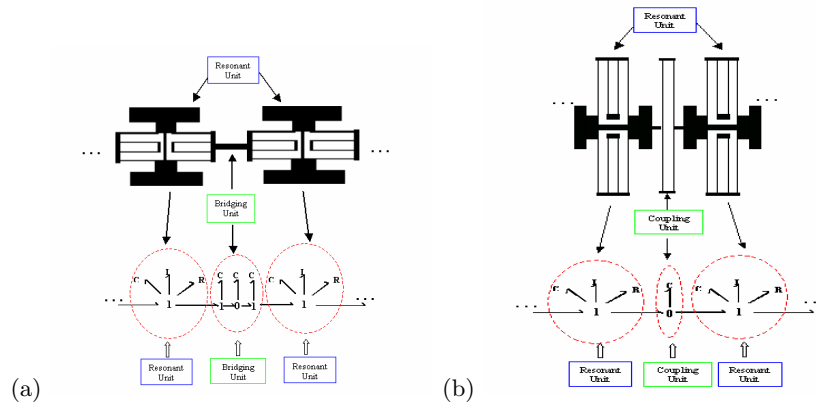 Resonant
Unit
...
...
Bridging
Unit
C I R C C C C I R
... 1 1 0 1 1 ...
Resonant
Unit
Bridging
Unit
Resonant
Unit
(a)
Resonant
Unit
...
...
Coupling
Unit
C I R C C I R
... 1 0 1 ...
Resonant
Unit
Coupling
Unit
Resonant
Unit
(b)